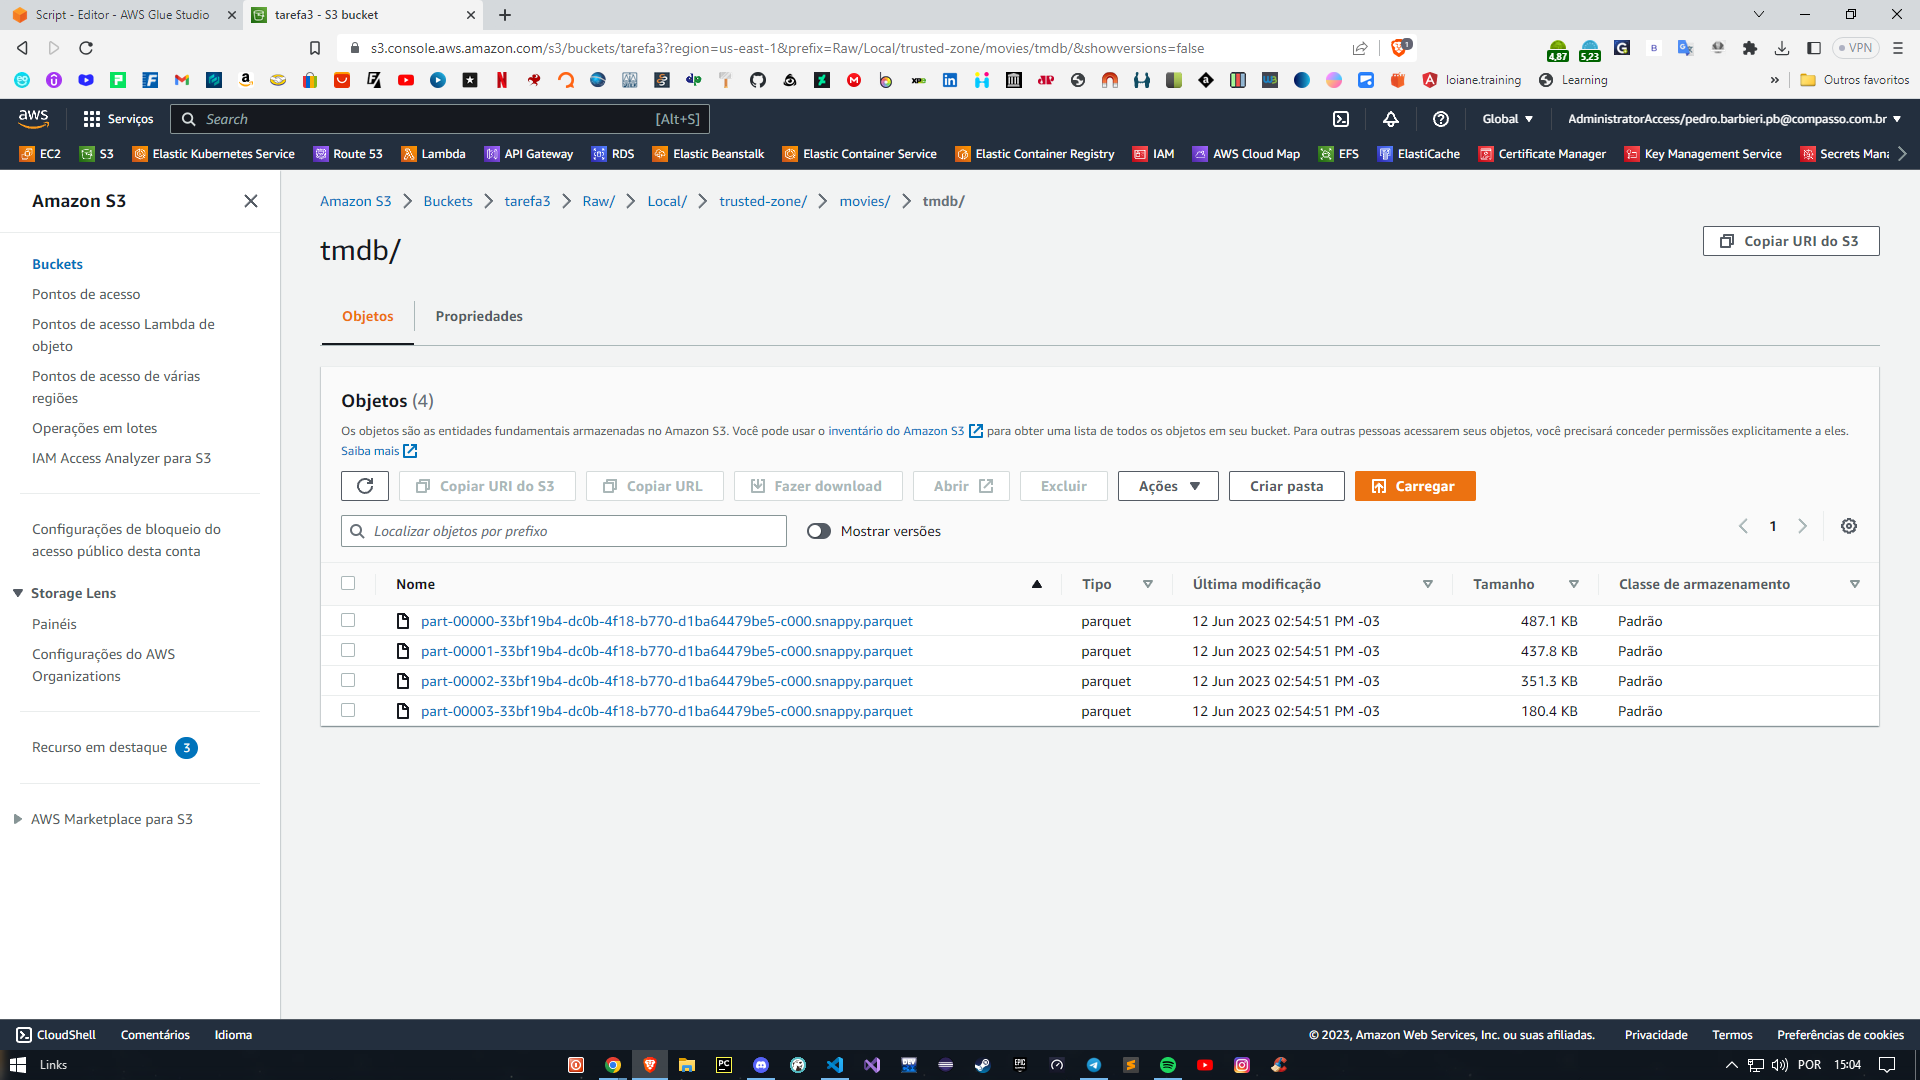 Script - Editor - AWS Glue Studio
tarefa3 - S3 bucket
s3.console.aws.amazon.com/s3/buckets/tarefa3?region=us-east-1&prefix=Raw/Local/trusted-zone/movies/tmdb/&showversions=false
1
4,87
5,23
VPN
loiane.training
Learning
»
Outros favoritos
aws
Serviços
Search
[Alt+S]
Global
AdministratorAccess/pedro.barbieri.pb@compasso.com.br
EC2
S3
Elastic Kubernetes Service
Route 53
Lambda
API Gateway
RDS
Elastic Beanstalk
Elastic Container Service
Elastic Container Registry
IAM
AWS Cloud Map
EFS
ElastiCache
Certificate Manager
Key Management Service
Secrets Mana
Amazon S3
Buckets
Pontos de acesso
Pontos de acesso Lambda de
objeto
Pontos de acesso de várias
regiões
Operações em lotes
IAM Access Analyzer para S3
Configurações de bloqueio do
acesso público desta conta
Storage Lens
Painéis
Configurações do AWS
Organizations
Recurso em destaque 3
AWS Marketplace para S3
Amazon S3 > Buckets > tarefa3 > Raw/ > Local/ > trusted-zone/ > movies/ > tmdb/
tmdb/
Copiar URI do S3
Objetos
Propriedades
Objetos (4)
Os objetos são as entidades fundamentais armazenadas no Amazon S3. Você pode usar o inventário do Amazon S3 para obter uma lista de todos os objetos em seu bucket. Para outras pessoas acessarem seus objetos, você precisará conceder permissões explicitamente a eles.
Saiba mais
Copiar URI do S3
Copiar URL
Fazer download
Abrir
Excluir
Ações
Criar pasta
Carregar
Localizar objetos por prefixo
Mostrar versões
1
Nome Tipo Última modificação Tamanho Classe de armazenamento
part-00000-33bf19b4-dc0b-4f18-b770-d1ba64479be5-c000.snappy.parquet parquet 12 Jun 2023 02:54:51 PM -03 487.1 KB Padrão
part-00001-33bf19b4-dc0b-4f18-b770-d1ba64479be5-c000.snappy.parquet parquet 12 Jun 2023 02:54:51 PM -03 437.8 KB Padrão
part-00002-33bf19b4-dc0b-4f18-b770-d1ba64479be5-c000.snappy.parquet parquet 12 Jun 2023 02:54:51 PM -03 351.3 KB Padrão
part-00003-33bf19b4-dc0b-4f18-b770-d1ba64479be5-c000.snappy.parquet parquet 12 Jun 2023 02:54:51 PM -03 180.4 KB Padrão
CloudShell
Comentários
Idioma
© 2023, Amazon Web Services, Inc. ou suas afiliadas.
Privacidade
Termos
Preferências de cookies
Links
POR
15:04